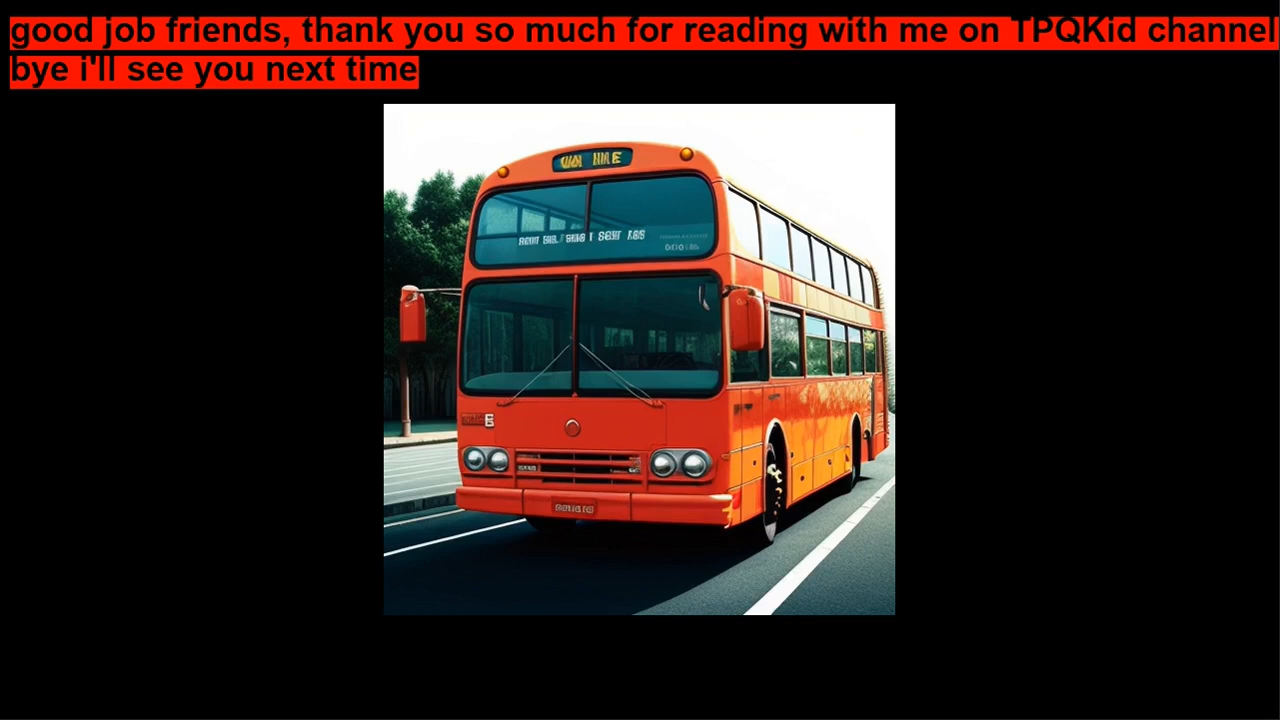 good job friends, thank you so much for reading with me on TPQKid channel
bye i'll see you next time